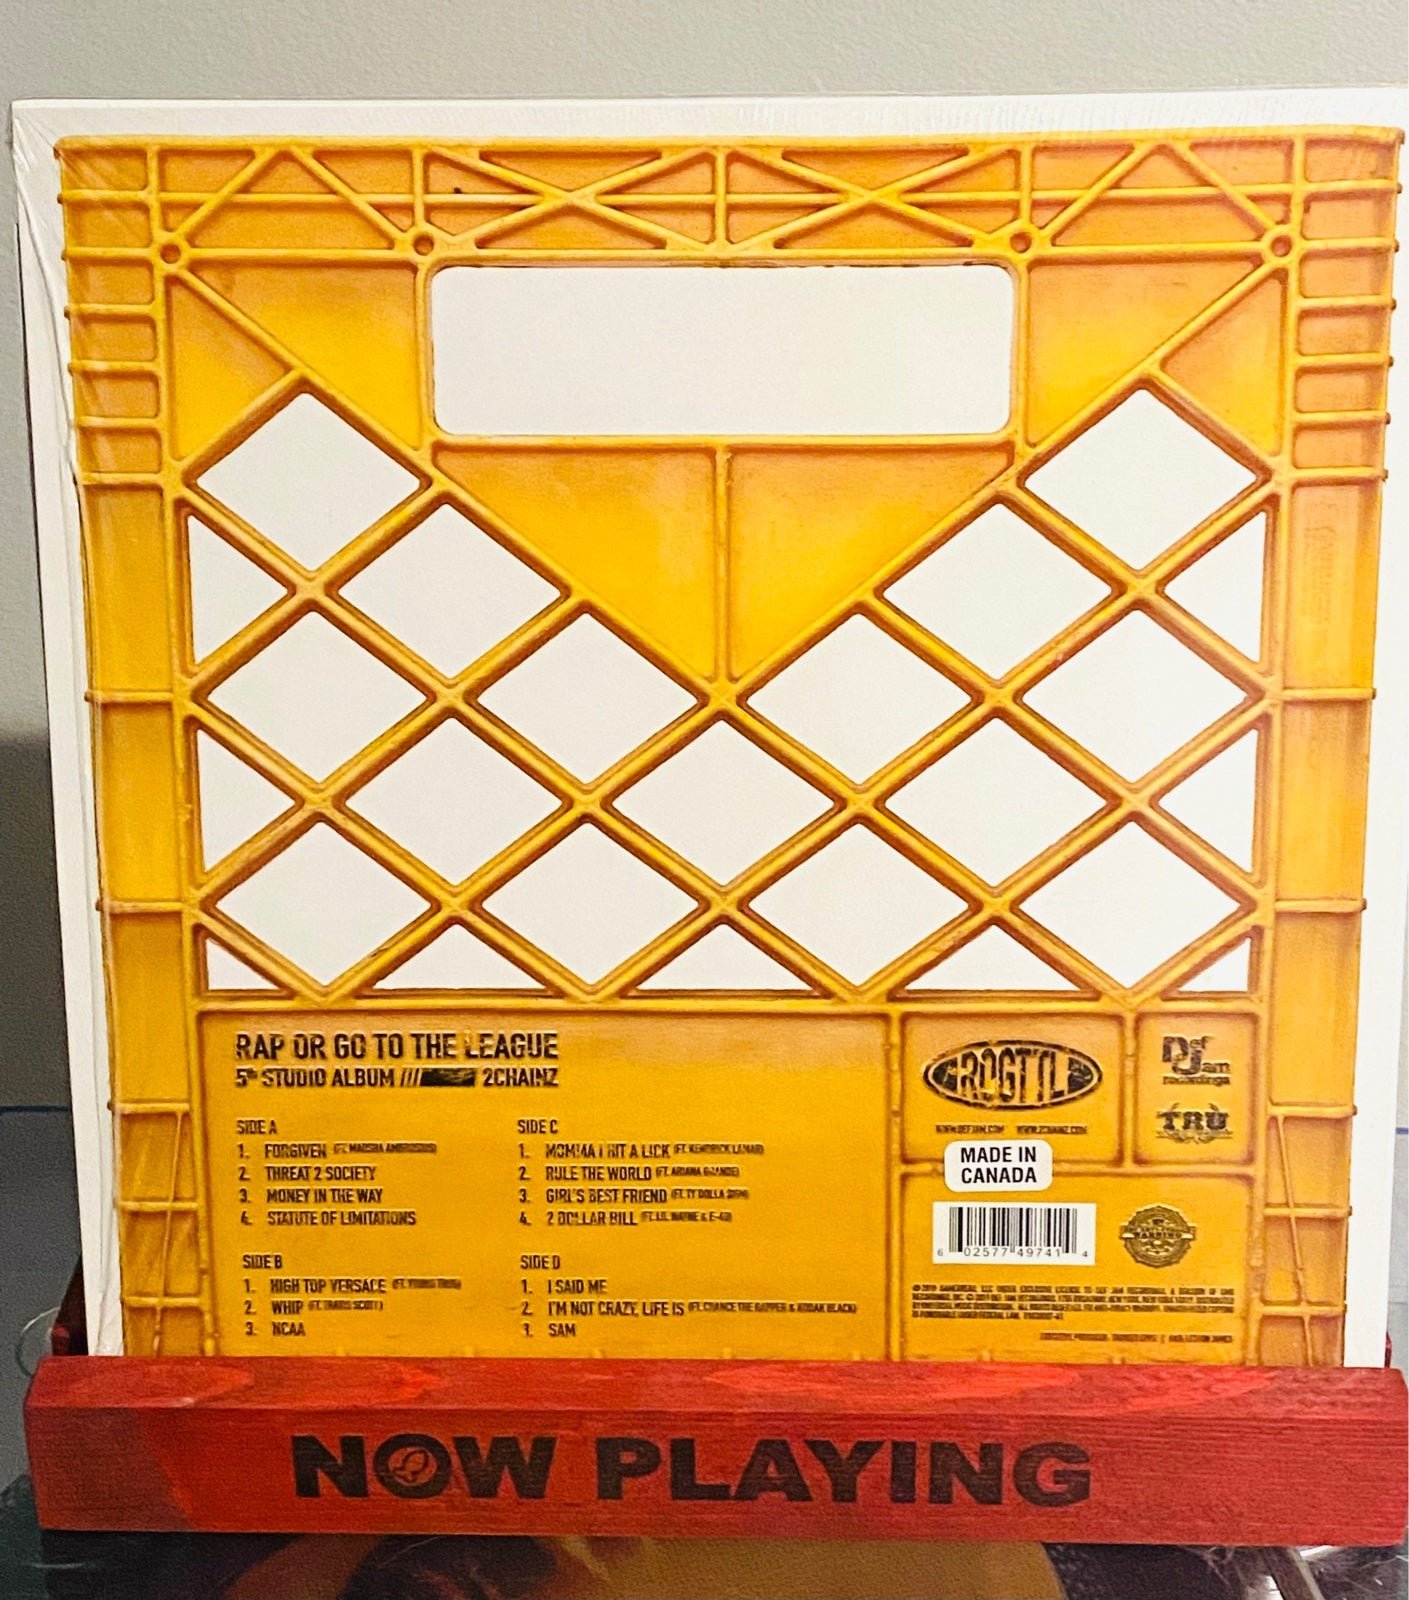 RAP OR GO TO THE LEAGUE
5th STUDIO ALBUM /// 2CHAINZ
SIDE A
1. FORGIVEN (FT. MARSHA AMBROSIUS)
2. THREAT 2 SOCIETY
3. MONEY IN THE WAY
4. STATUTE OF LIMITATIONS
SIDE B
1. HIGH TOP VERSACE (FT. YOUNG THUG)
2. WHIP (FT. TRAVIS SCOTT)
3. NCAA
SIDE C
1. MOMMA I HIT A LICK (FT. KENDRICK LAMAR)
2. RULE THE WORLD (FT. ARIANA GRANDE)
3. GIRL'S BEST FRIEND (FT. TY DOLLA $IGN)
4. 2 DOLLAR BILL (FT. LIL WAYNE & E-40)
SIDE D
1. I SAID ME
2. I'M NOT CRAZY, LIFE IS (FT. CHANCE THE RAPPER & KODAK BLACK)
3. SAM
ROGTTL
WWW.DEFJAM.COM WWW.2CHAINZ.COM
Def Jam
recordings
TRU
MADE IN
CANADA
6 02577 49741 4
NOW PLAYING